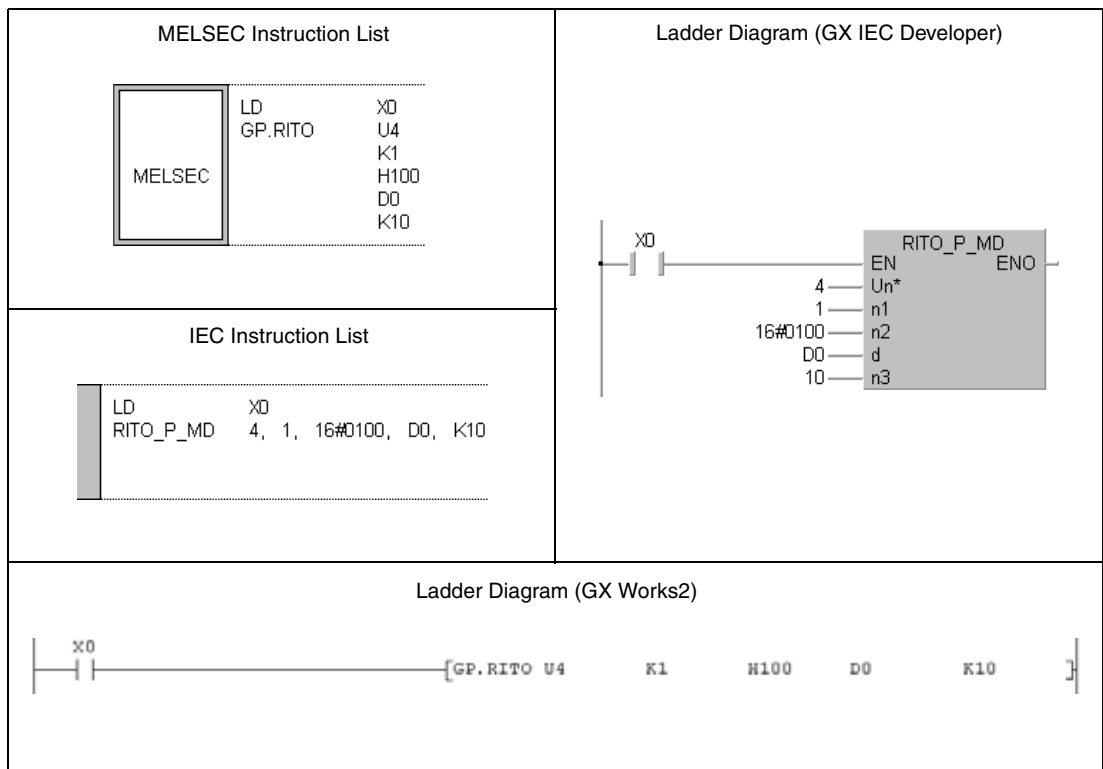 MELSEC Instruction List
MELSEC
LD X0
GP.RITO U4
K1
H100
D0
K10
IEC Instruction List
LD X0
RITO_P_MD 4, 1, 16#0100, D0, K10
Ladder Diagram (GX IEC Developer)
X0
RITO_P_MD
EN ENO
4 Un*
1 n1
16#0100 n2
D0 d
10 n3
Ladder Diagram (GX Works2)
X0
[GP.RITO U4 K1 H100 D0 K10 ]